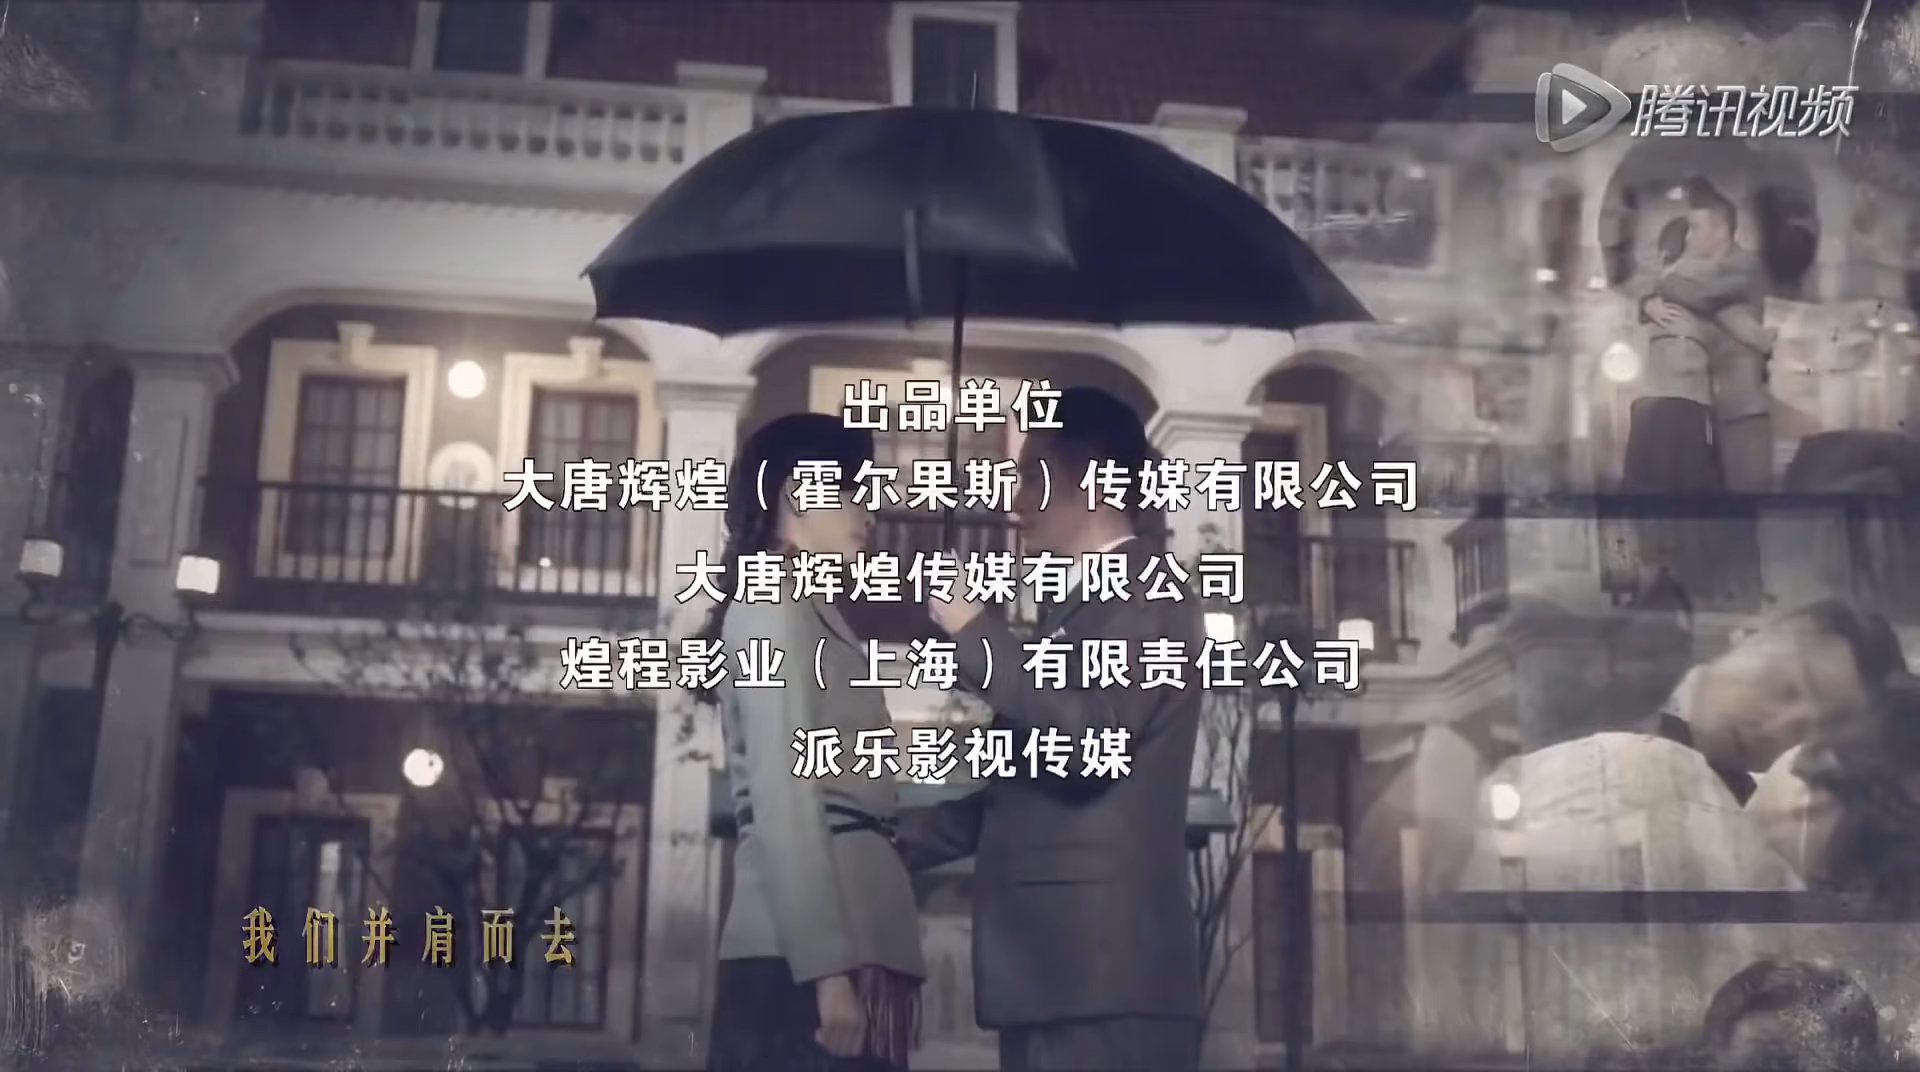 腾讯视频
出品单位
大唐辉煌（霍尔果斯）传媒有限公司
大唐辉煌传媒有限公司
煌程影业（上海）有限责任公司
派乐影视传媒
我们并肩而去